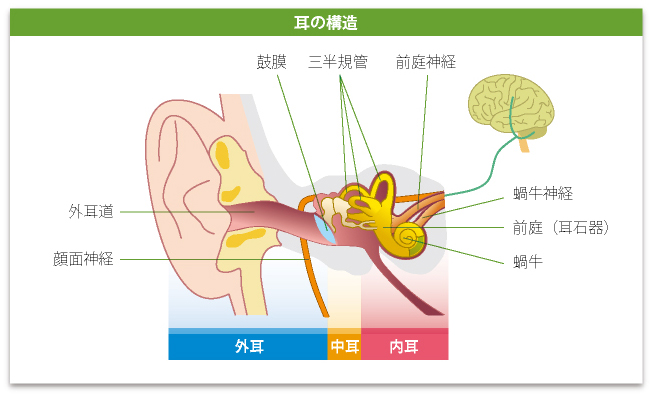 耳の構造
鼓膜
三半規管
前庭神経
外耳道
顔面神経
蝸牛神経
前庭（耳石器）
蝸牛
外耳
中耳
内耳